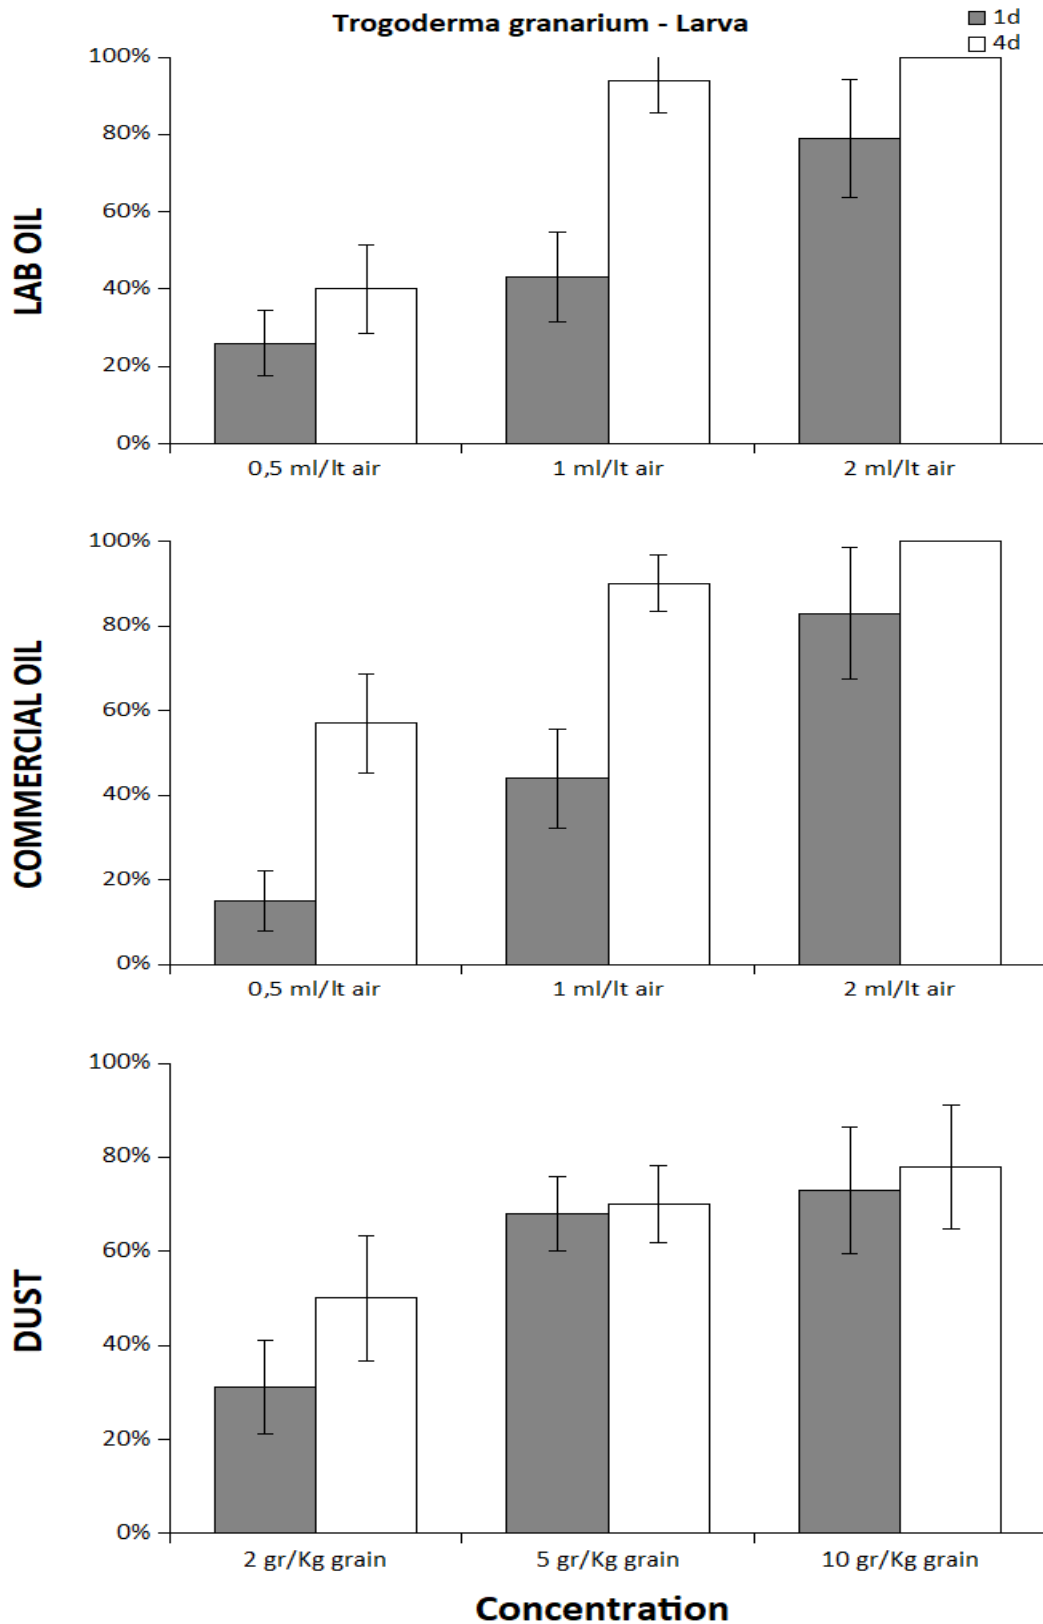 Trogoderma granarium - Larva
1d
4d
LAB OIL
100%
80%
60%
40%
20%
0%
0,5 ml/lt air 1 ml/lt air 2 ml/lt air
COMMERCIAL OIL
100%
80%
60%
40%
20%
0%
0,5 ml/lt air 1 ml/lt air 2 ml/lt air
DUST
100%
80%
60%
40%
20%
0%
2 gr/Kg grain 5 gr/Kg grain 10 gr/Kg grain
Concentration